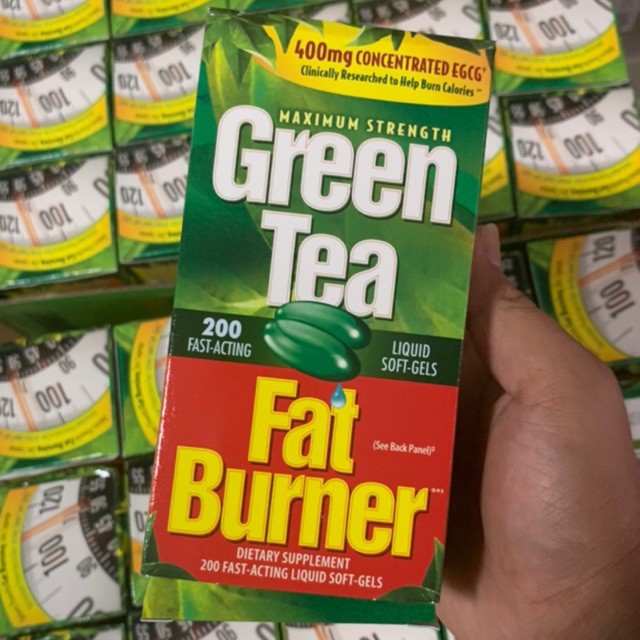 400mg CONCENTRATED EGCG*
Clinically Researched to Help Burn Calories™
MAXIMUM STRENGTH
Green
Tea
200
FAST-ACTING
LIQUID
SOFT-GELS
Fat
(See Back Panel)‡
Burner
DIETARY SUPPLEMENT
200 FAST-ACTING LIQUID SOFT-GELS